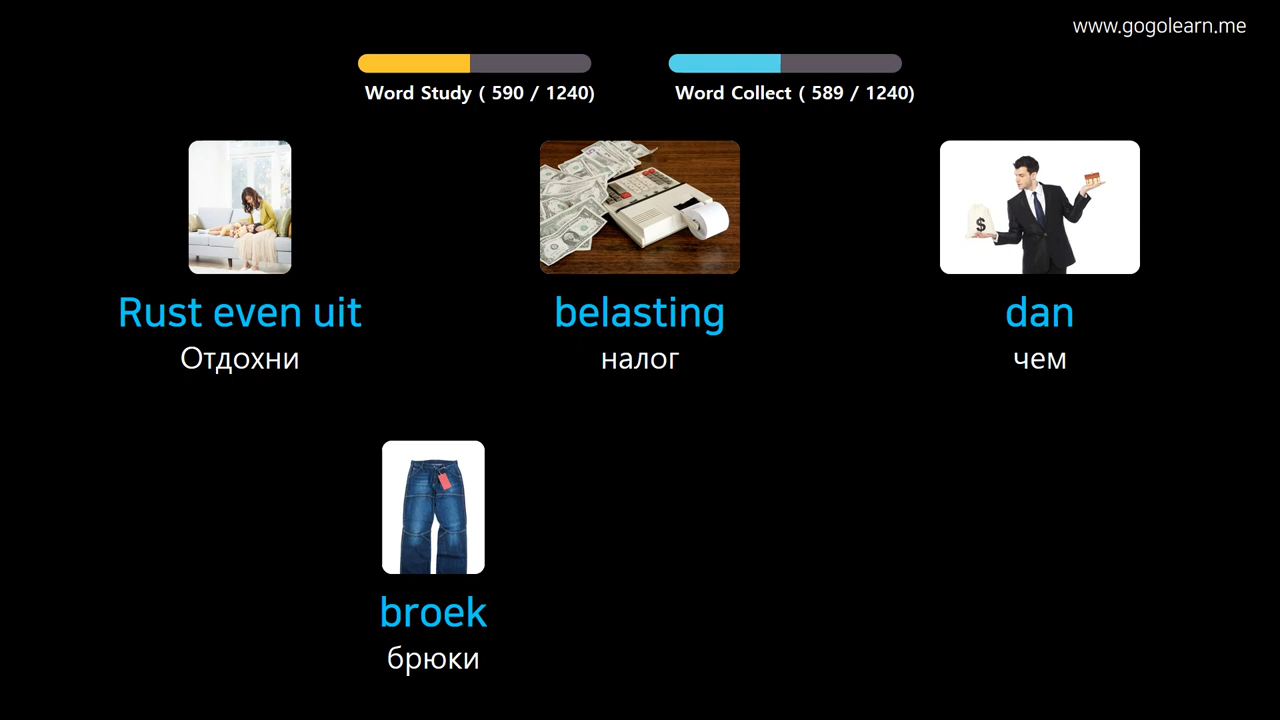 www.gogolearn.me
Word Study ( 590 / 1240)
Word Collect ( 589 / 1240)
Rust even uit
Отдохни
belasting
налог
dan
чем
$
broek
брюки